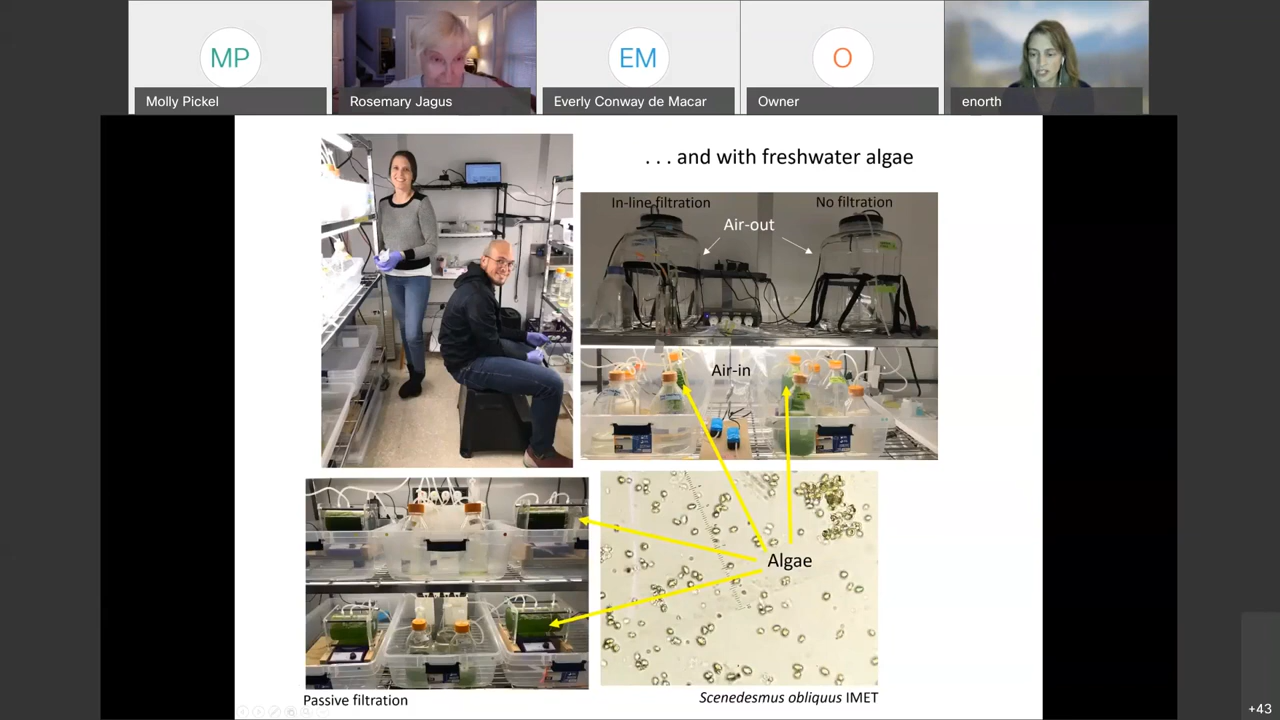 MP
EM
O
Molly Pickel
Rosemary Jagus
Everly Conway de Macar
Owner
enorth
. . . and with freshwater algae
In-line filtration
No filtration
Air-out
Air-in
Algae
Passive filtration
Scenedesmus obliquus IMET
+43